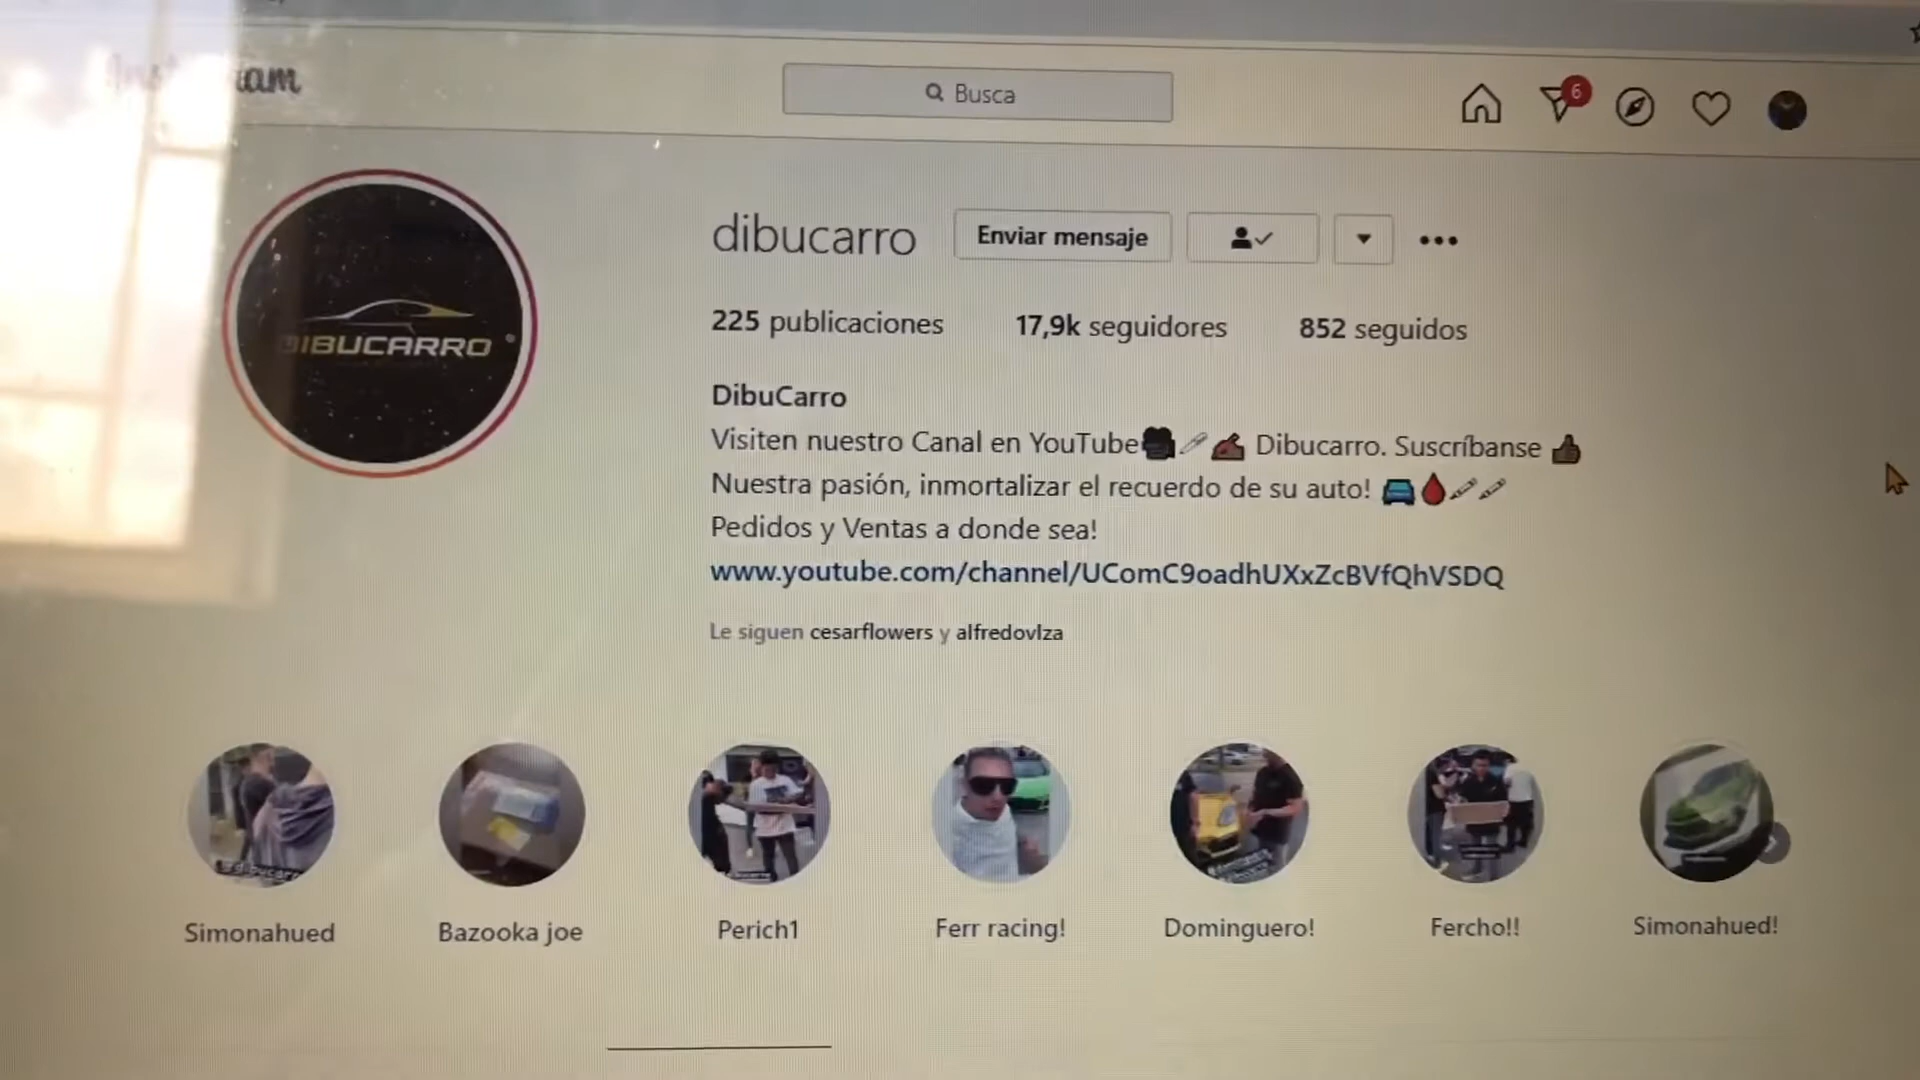 Instagram
Busca
6
dibucarro
Enviar mensaje
225 publicaciones
17,9k seguidores
852 seguidos
DIBUCARRO
DibuCarro
Visiten nuestro Canal en YouTube Dibucarro. Suscríbanse
Nuestra pasión, inmortalizar el recuerdo de su auto!
Pedidos y Ventas a donde sea!
www.youtube.com/channel/UComC9oadhUXxZcBVfQhVSDQ
Le siguen cesarflowers y alfredovlza
Simonahued
Bazooka joe
Perich1
Ferr racing!
Dominguero!
Fercho!!
Simonahued!